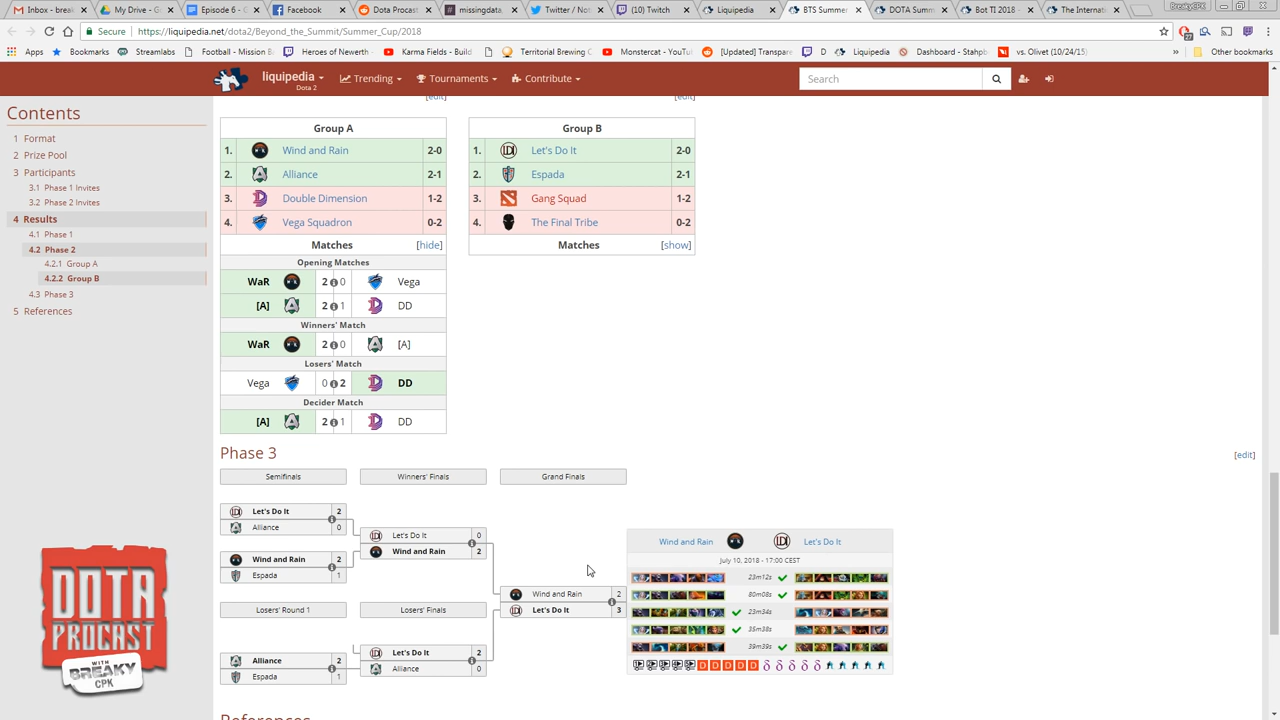 Inbox - break
My Drive - G
Episode 6 - G
Facebook
Dota Procast
missingdata.
Twitter / Not
(10) Twitch
Liquipedia
BTS Summer
DOTA Summ
Bot TI 2018 -
The Internati
BreakyCPK
Secure
https://liquipedia.net/dota2/Beyond_the_Summit/Summer_Cup/2018
Apps
Bookmarks
Streamlabs
Football - Mission B
Heroes of Newerth
Karma Fields - Build
Territorial Brewing C
Monstercat - YouTu
[Updated] Transpare
D
Liquipedia
Dashboard - Stahpb
vs. Olivet (10/24/15)
»
Other bookmarks
liquipedia
Dota 2
Trending
Tournaments
Contribute
Search
Contents
1 Format
2 Prize Pool
3 Participants
3.1 Phase 1 Invites
3.2 Phase 2 Invites
4 Results
4.1 Phase 1
4.2 Phase 2
4.2.1 Group A
4.2.2 Group B
4.3 Phase 3
5 References
[edit]
[edit]
Group A
1. Wind and Rain 2-0
2. Alliance 2-1
3. Double Dimension 1-2
4. Vega Squadron 0-2
Matches [hide]
Opening Matches
WaR 2 0 Vega
[A] 2 1 DD
Winners' Match
WaR 2 0 [A]
Losers' Match
Vega 0 2 DD
Decider Match
[A] 2 1 DD
Group B
1. Let's Do It 2-0
2. Espada 2-1
3. Gang Squad 1-2
4. The Final Tribe 0-2
Matches [show]
Phase 3
[edit]
Semifinals
Winners' Finals
Grand Finals
Let's Do It 2
Alliance 0
Wind and Rain 2
Espada 1
Let's Do It 0
Wind and Rain 2
Wind and Rain 2
Let's Do It 3
Losers' Round 1
Losers' Finals
Alliance 2
Espada 1
Let's Do It 2
Alliance 0
Wind and Rain
Let's Do It
July 10, 2018 - 17:00 CEST
23m12s
80m08s
23m34s
35m38s
39m39s
D D D D D
References
DOTA
PROCAST
WITH
BREAKY
CPK